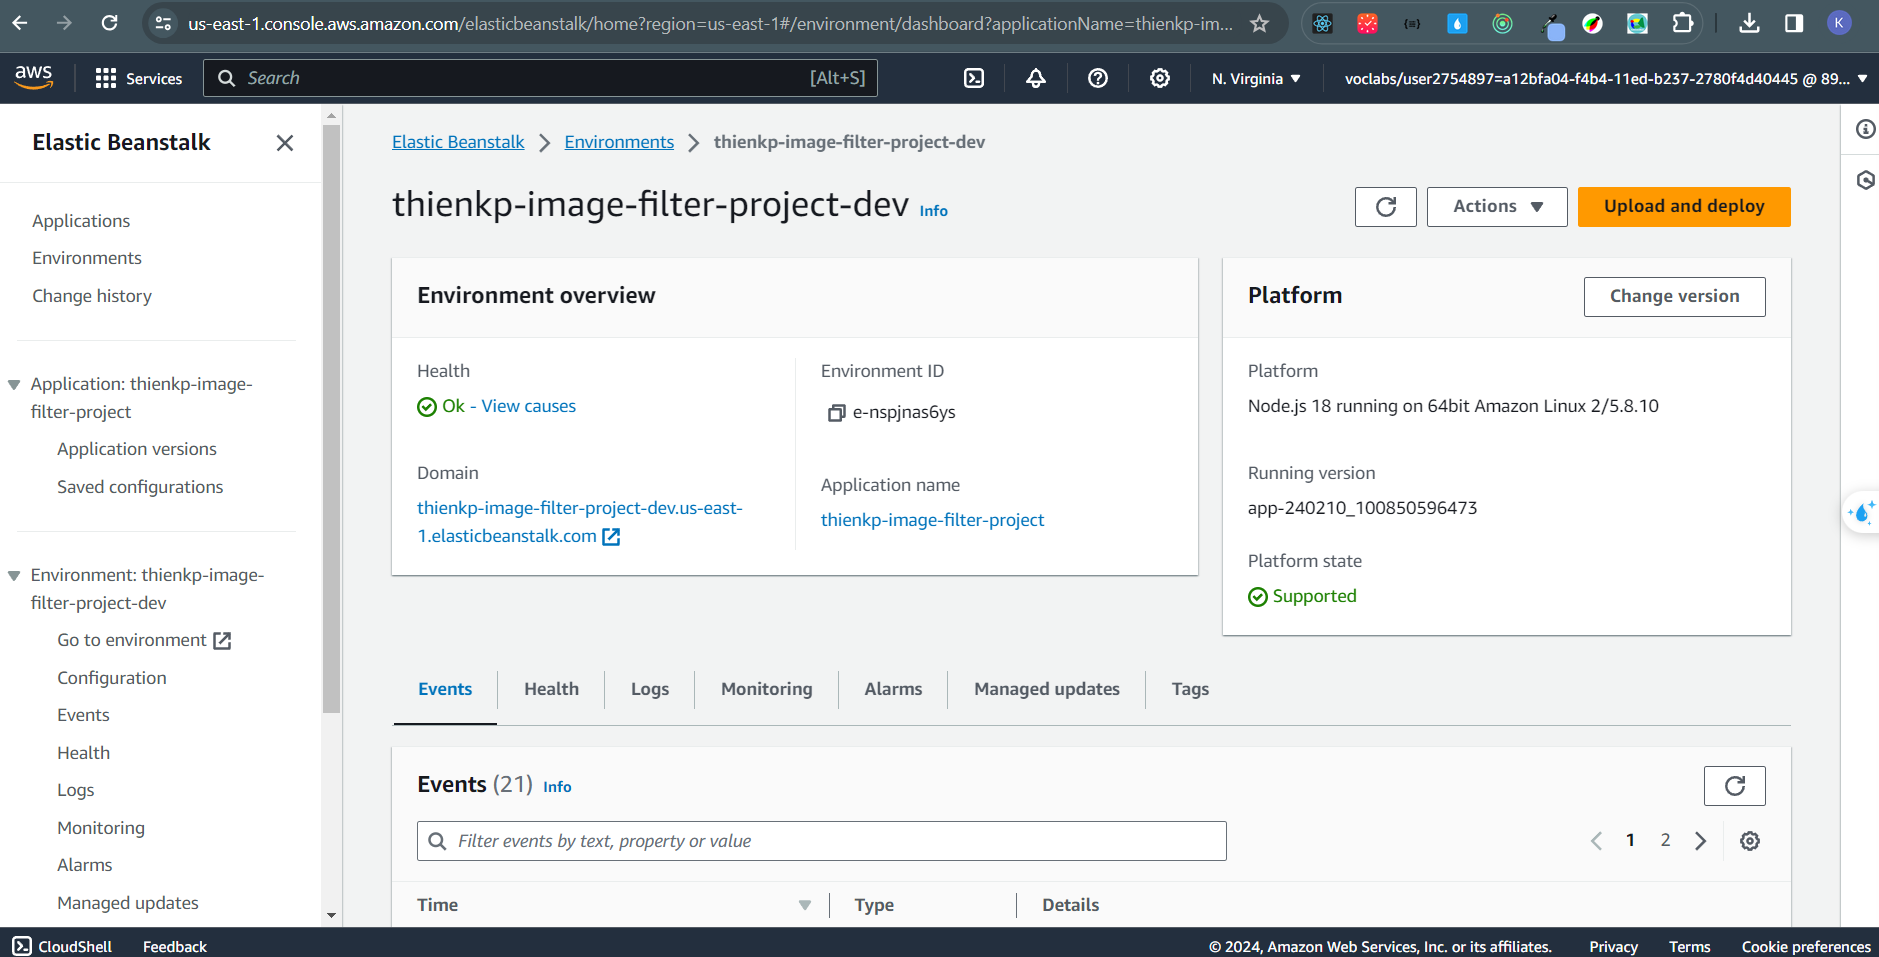 us-east-1.console.aws.amazon.com/elasticbeanstalk/home?region=us-east-1#/environment/dashboard?applicationName=thienkp-im...
K
aws
Services
Search
[Alt+S]
N. Virginia
voclabs/user2754897=a12bfa04-f4b4-11ed-b237-2780f4d40445 @ 89...
Elastic Beanstalk
Applications
Environments
Change history
Application: thienkp-image-
filter-project
Application versions
Saved configurations
Environment: thienkp-image-
filter-project-dev
Go to environment
Configuration
Events
Health
Logs
Monitoring
Alarms
Managed updates
Elastic Beanstalk
Environments
thienkp-image-filter-project-dev
thienkp-image-filter-project-dev
Info
Actions
Upload and deploy
Environment overview
Health
Ok - View causes
Domain
thienkp-image-filter-project-dev.us-east-
1.elasticbeanstalk.com
Environment ID
e-nspjnas6ys
Application name
thienkp-image-filter-project
Platform
Change version
Platform
Node.js 18 running on 64bit Amazon Linux 2/5.8.10
Running version
app-240210_100850596473
Platform state
Supported
Events
Health
Logs
Monitoring
Alarms
Managed updates
Tags
Events (21) Info
Filter events by text, property or value
1
2
Time
Type
Details
CloudShell
Feedback
© 2024, Amazon Web Services, Inc. or its affiliates.
Privacy
Terms
Cookie preferences